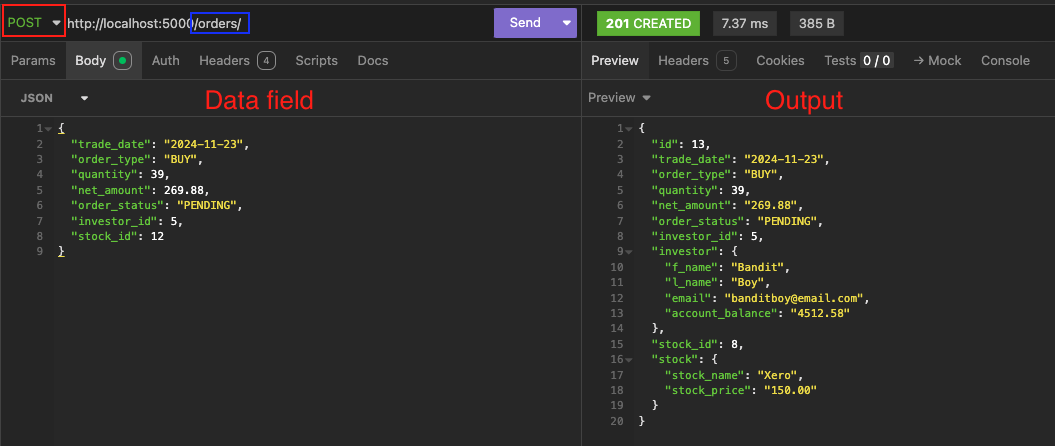 POST http://localhost:5000/orders/ Send 201 CREATED 7.37 ms 385 B
Params Body Auth Headers 4 Scripts Docs Preview Headers 5 Cookies Tests 0 / 0 → Mock Console
JSON Data field Preview Output
1 {
2 "trade_date": "2024-11-23",
3 "order_type": "BUY",
4 "quantity": 39,
5 "net_amount": 269.88,
6 "order_status": "PENDING",
7 "investor_id": 5,
8 "stock_id": 12
9 }
1 {
2 "id": 13,
3 "trade_date": "2024-11-23",
4 "order_type": "BUY",
5 "quantity": 39,
6 "net_amount": "269.88",
7 "order_status": "PENDING",
8 "investor_id": 5,
9 "investor": {
10 "f_name": "Bandit",
11 "l_name": "Boy",
12 "email": "banditboy@email.com",
13 "account_balance": "4512.58"
14 },
15 "stock_id": 8,
16 "stock": {
17 "stock_name": "Xero",
18 "stock_price": "150.00"
19 }
20 }